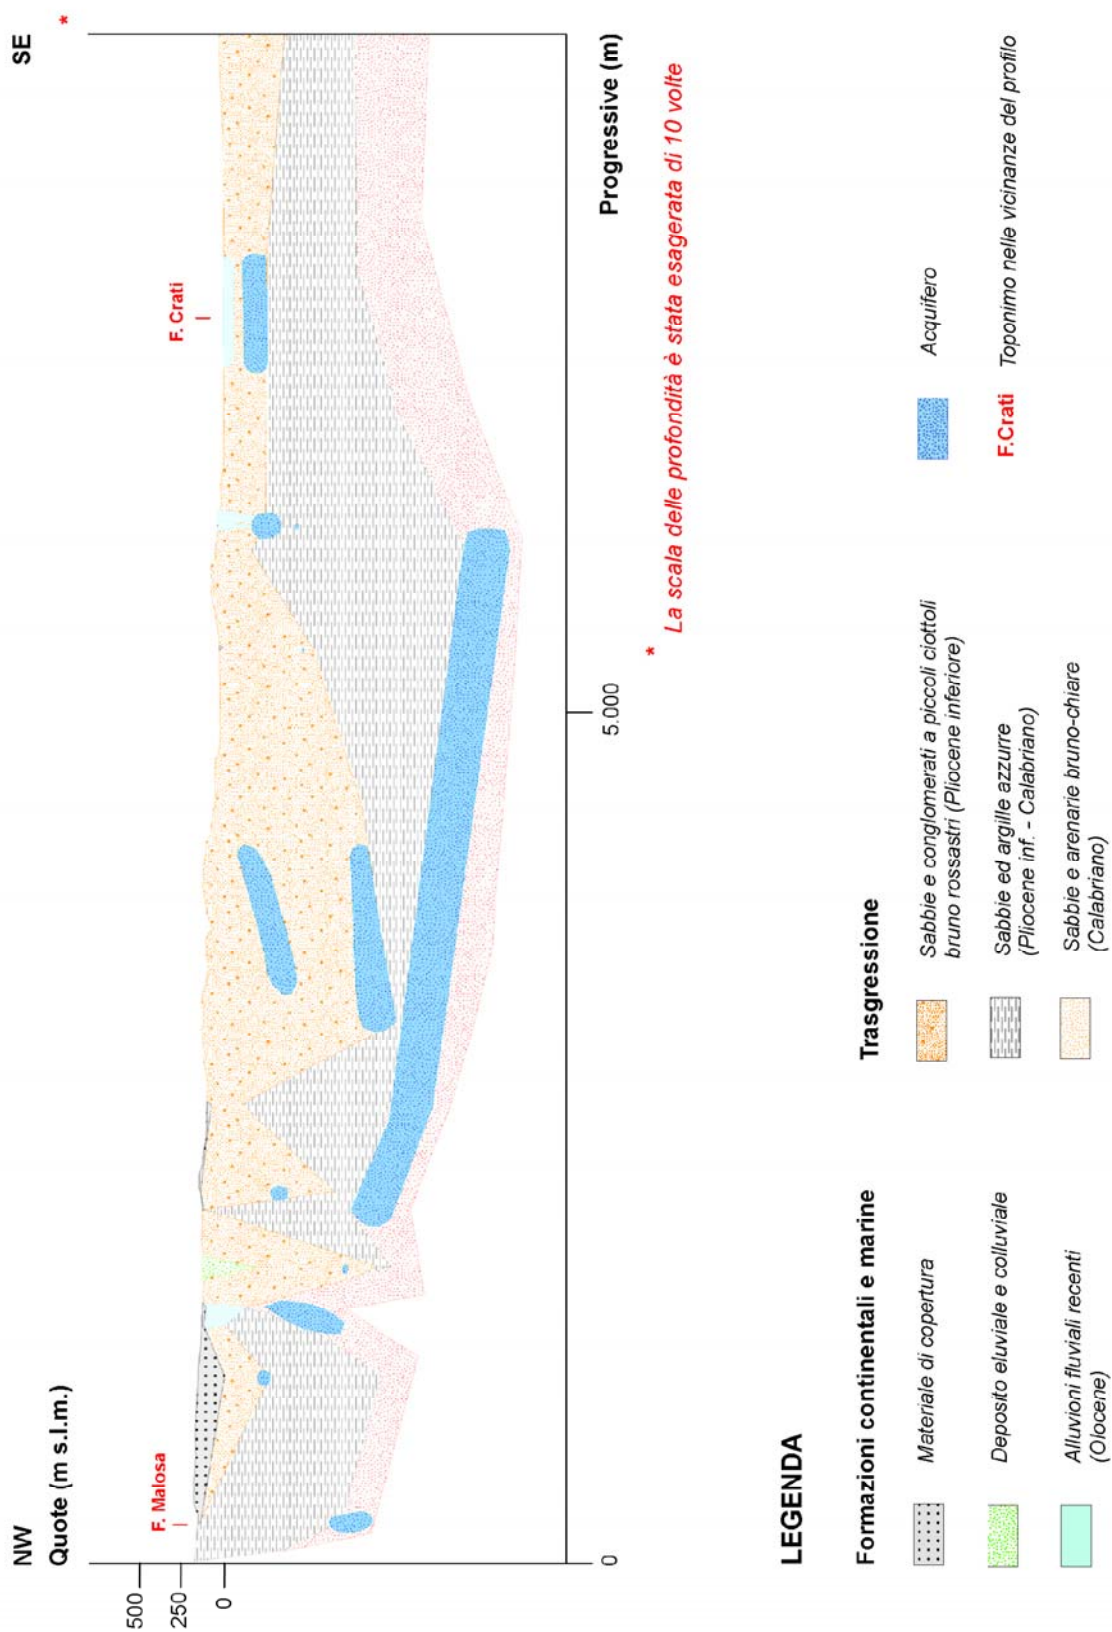 NW
SE
*
Quote (m s.l.m.)
500
250
0
F. Malosa
F. Crati
0
5.000
Progressive (m)
* La scala delle profondità è stata esagerata di 10 volte
LEGENDA
Formazioni continentali e marine
Materiale di copertura
Deposito eluviale e colluviale
Alluvioni fluviali recenti
(Olocene)
Trasgressione
Sabbie e conglomerati a piccoli ciottoli
bruno rossastri (Pliocene inferiore)
Sabbie ed argille azzurre
(Pliocene inf. - Calabriano)
Sabbie e arenarie bruno-chiare
(Calabriano)
Acquifero
F.Crati
Toponimo nelle vicinanze del profilo